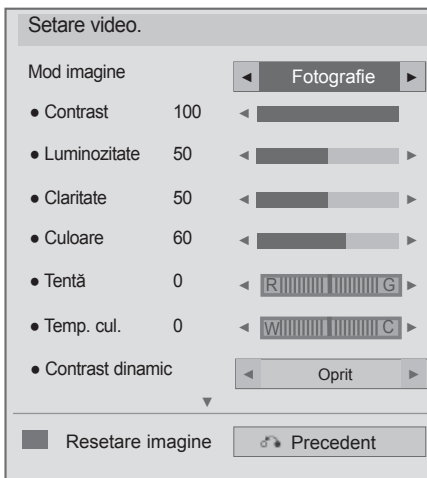 Setare video.
Mod imagine ◄ Fotografie ►
● Contrast 100 ◄
● Luminozitate 50 ◄ ►
● Claritate 50 ◄ ►
● Culoare 60 ◄ ►
● Tentă 0 ◄ R G ►
● Temp. cul. 0 ◄ W C ►
● Contrast dinamic ◄ Oprit ►
▼
Resetare imagine Precedent